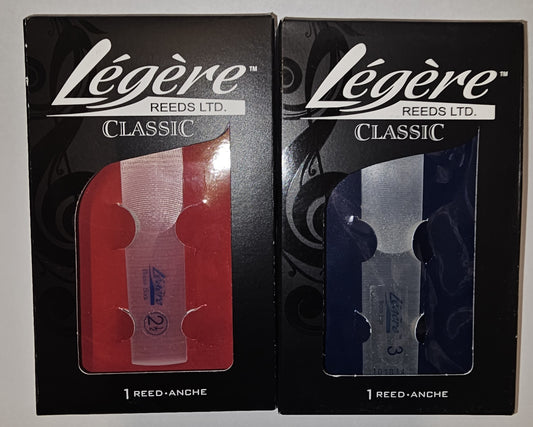 Légère™
REEDS LTD.
CLASSIC
Légère
2½
1 REED·ANCHE
Légère™
REEDS LTD.
CLASSIC
Légère
3
1 REED·ANCHE